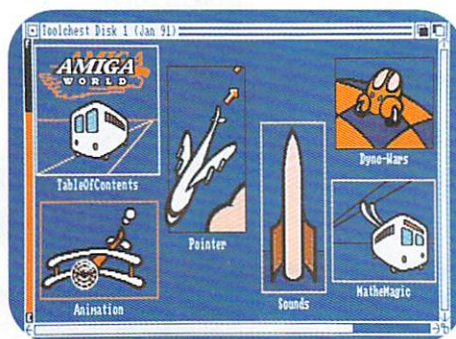 Toolchest Disk 1 (Jan 91)
AMIGA
WORLD
TableOfContents
Pointer
Dyno-Wars
Animation
Sounds
MatheMagic